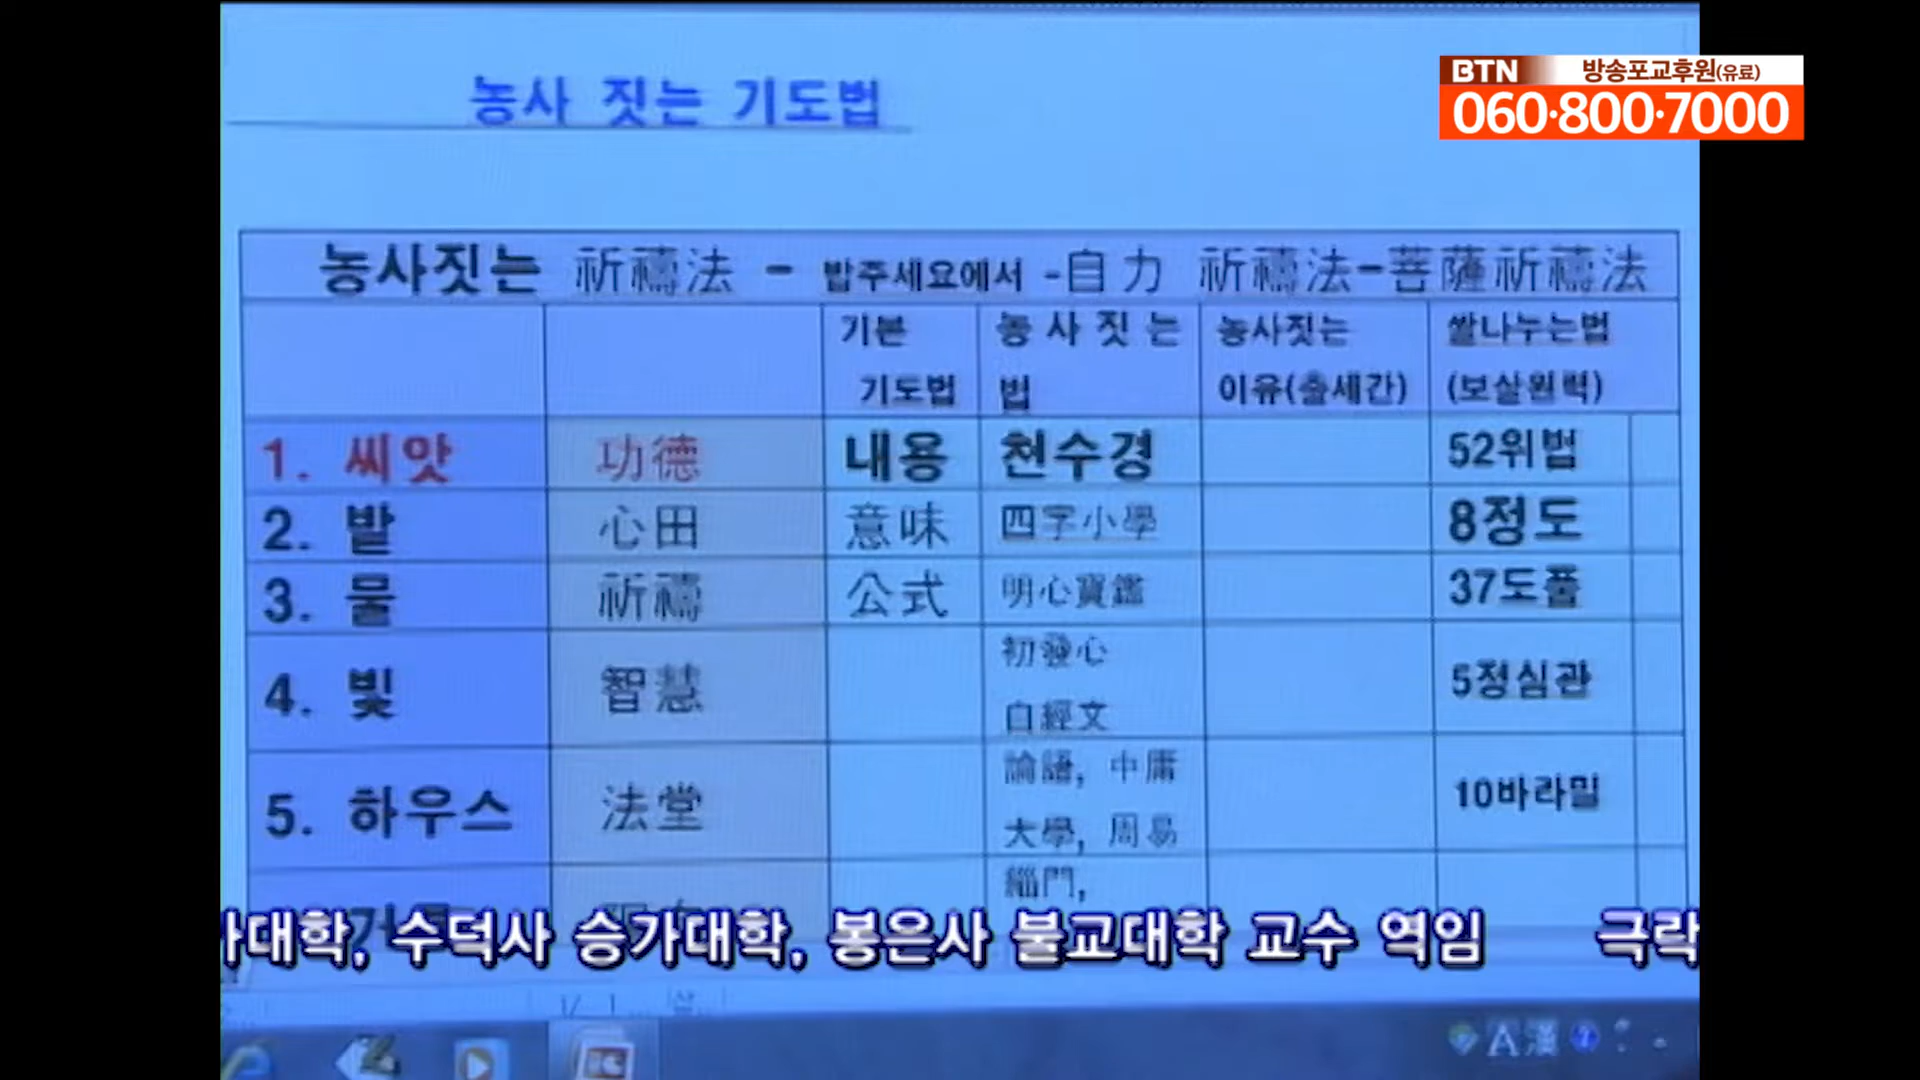 농사 짓는 기도법
BTN 방송포교후원(유료)
060·800·7000
농사짓는 祈禱法 - 밥주세요에서 -自力 祈禱法-菩薩祈禱法
기본 기도법
농사짓는 법
농사짓는 이유(출세간)
쌀나누는법 (보살원력)
1. 씨앗 功德 내용 천수경 52위법
2. 밭 心田 意味 四字小學 8정도
3. 물 祈禱 公式 明心寶鑑 37도품
4. 빛 智慧 初發心 自經文 5정심관
5. 하우스 法堂 論語, 中庸 大學, 周易 10바라밀
緇門,
가대학, 수덕사 승가대학, 봉은사 불교대학 교수 역임 극락
A漢